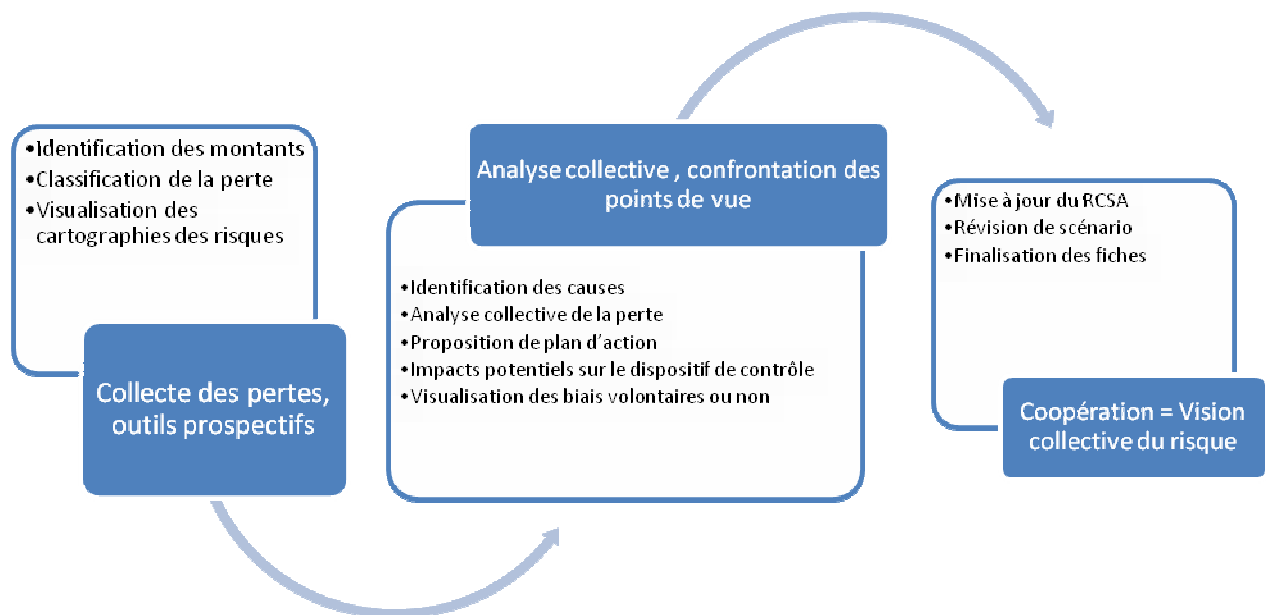 •Identification des montants
•Classification de la perte
•Visualisation des
cartographies des risques
Collecte des pertes,
outils prospectifs
Analyse collective , confrontation des
points de vue
•Identification des causes
•Analyse collective de la perte
•Proposition de plan d'action
•Impacts potentiels sur le dispositif de contrôle
•Visualisation des biais volontaires ou non
•Mise à jour du RCSA
•Révision de scénario
•Finalisation des fiches
Coopération = Vision
collective du risque